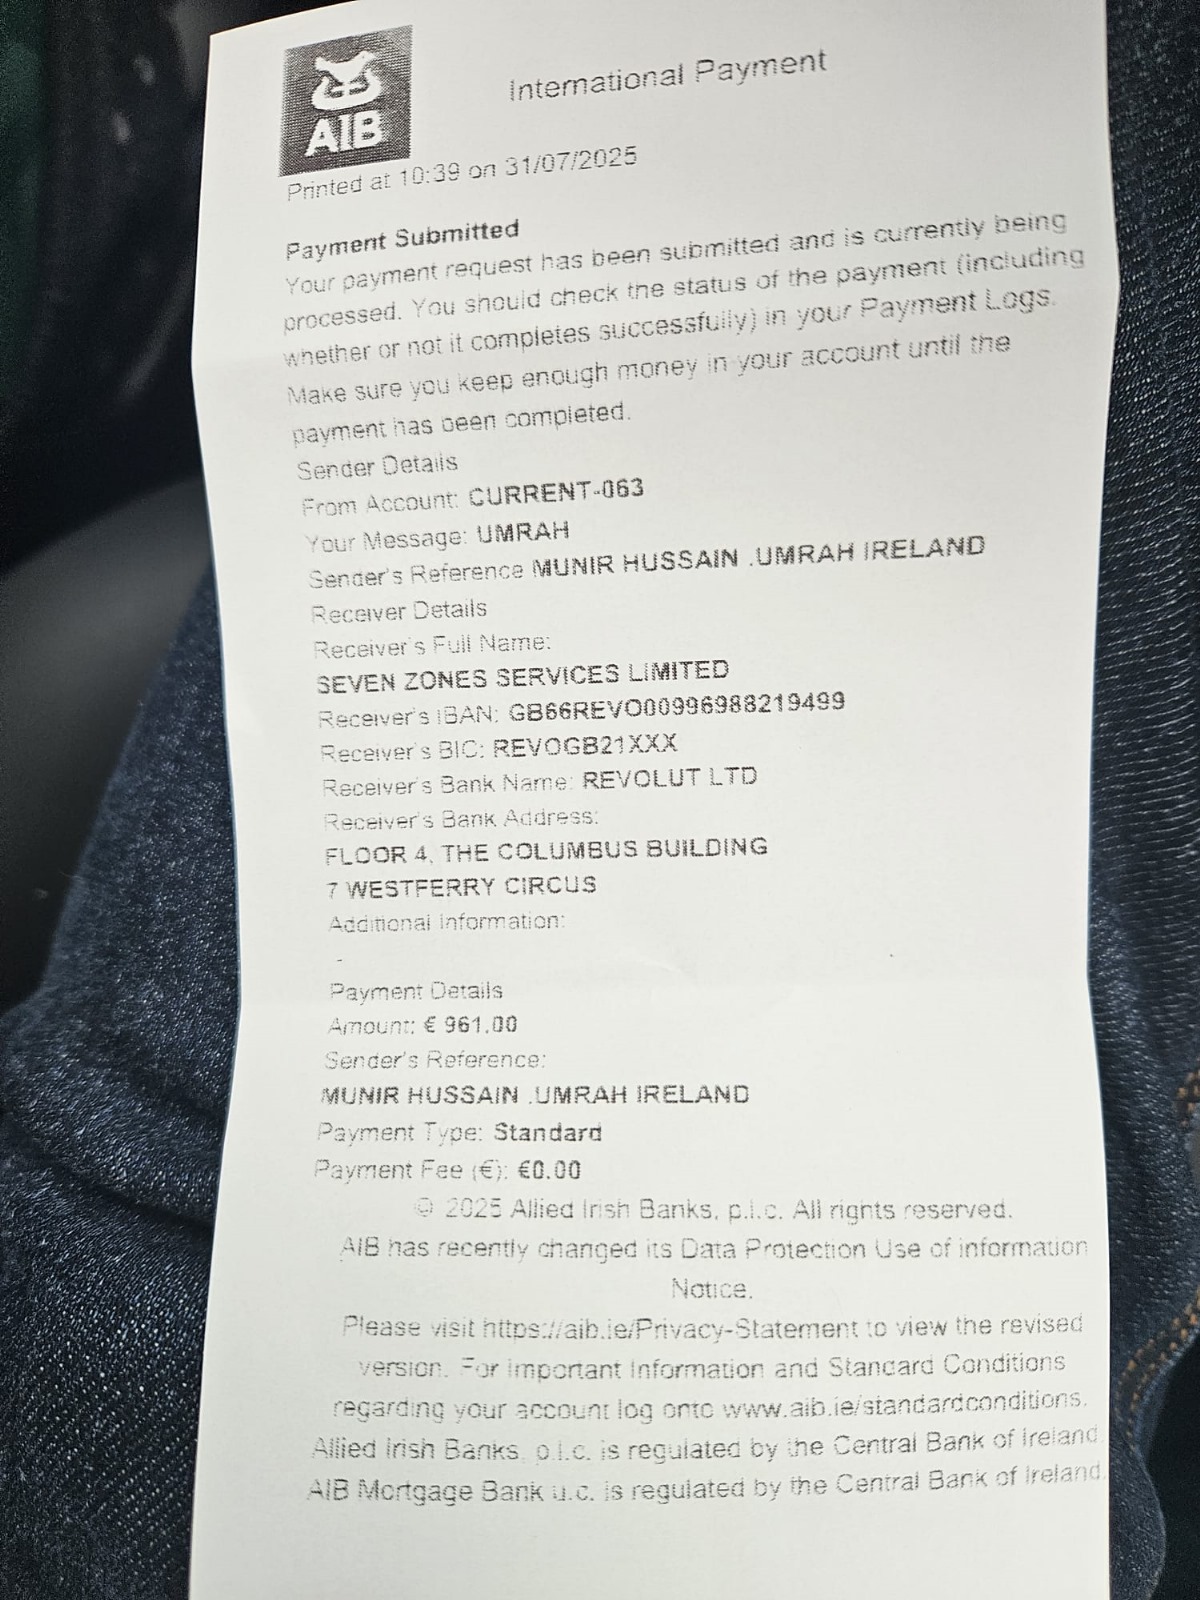 AIB
International Payment
Printed at 10:39 on 31/07/2025
Payment Submitted
Your payment request has been submitted and is currently being
processed. You should check the status of the payment (including
whether or not it completes successfully) in your Payment Logs.
Make sure you keep enough money in your account until the
payment has been completed.
Sender Details
From Account: CURRENT-063
Your Message: UMRAH
Sender's Reference MUNIR HUSSAIN .UMRAH IRELAND
Receiver Details
Receiver's Full Name:
SEVEN ZONES SERVICES LIMITED
Receiver's IBAN: GB66REVO00996988219499
Receiver's BIC: REVOGB21XXX
Receiver's Bank Name: REVOLUT LTD
Receiver's Bank Address:
FLOOR 4, THE COLUMBUS BUILDING
7 WESTFERRY CIRCUS
Additional Information:
-
Payment Details
Amount: € 961.00
Sender's Reference:
MUNIR HUSSAIN .UMRAH IRELAND
Payment Type: Standard
Payment Fee (€): €0.00
© 2025 Allied Irish Banks, p.l.c. All rights reserved.
AIB has recently changed its Data Protection Use of information
Notice.
Please visit https://aib.ie/Privacy-Statement to view the revised
version. For Important Information and Standard Conditions
regarding your account log onto www.aib.ie/standardconditions.
Allied Irish Banks, p.l.c. is regulated by the Central Bank of Ireland.
AIB Mortgage Bank u.c. is regulated by the Central Bank of Ireland.